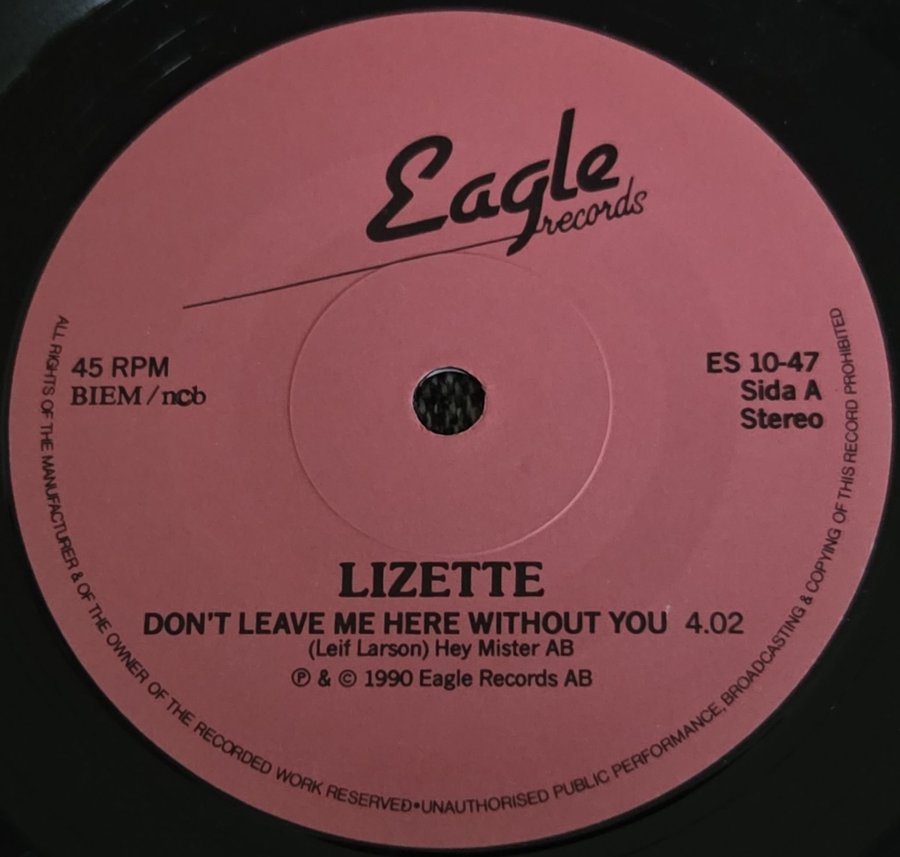 Eagle
records
45 RPM
BIEM/ncb
ES 10-47
Sida A
Stereo
LIZETTE
DON'T LEAVE ME HERE WITHOUT YOU 4.02
(Leif Larson) Hey Mister AB
℗ & © 1990 Eagle Records AB
ALL RIGHTS OF THE MANUFACTURER & OF THE OWNER OF THE RECORDED WORK RESERVED•UNAUTHORISED PUBLIC PERFORMANCE, BROADCASTING & COPYING OF THIS RECORD PROHIBITED